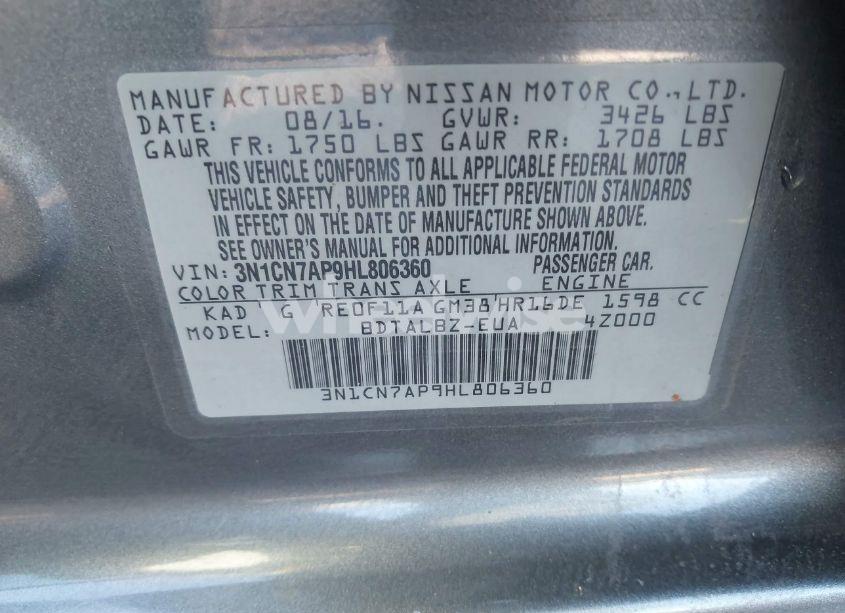 MANUFACTURED BY NISSAN MOTOR CO., LTD.
DATE: 08/16. GVWR: 3426 LBS
GAWR FR: 1750 LBS GAWR RR: 1708 LBS
THIS VEHICLE CONFORMS TO ALL APPLICABLE FEDERAL MOTOR
VEHICLE SAFETY, BUMPER AND THEFT PREVENTION STANDARDS
IN EFFECT ON THE DATE OF MANUFACTURE SHOWN ABOVE.
SEE OWNER'S MANUAL FOR ADDITIONAL INFORMATION.
VIN: 3N1CN7AP9HL806360 PASSENGER CAR.
COLOR TRIM TRANS AXLE ENGINE
KAD G RE0F11A GM38 HR16DE 1598 CC
MODEL: BDTALBZ-EUA 4Z000
3N1CN7AP9HL806360